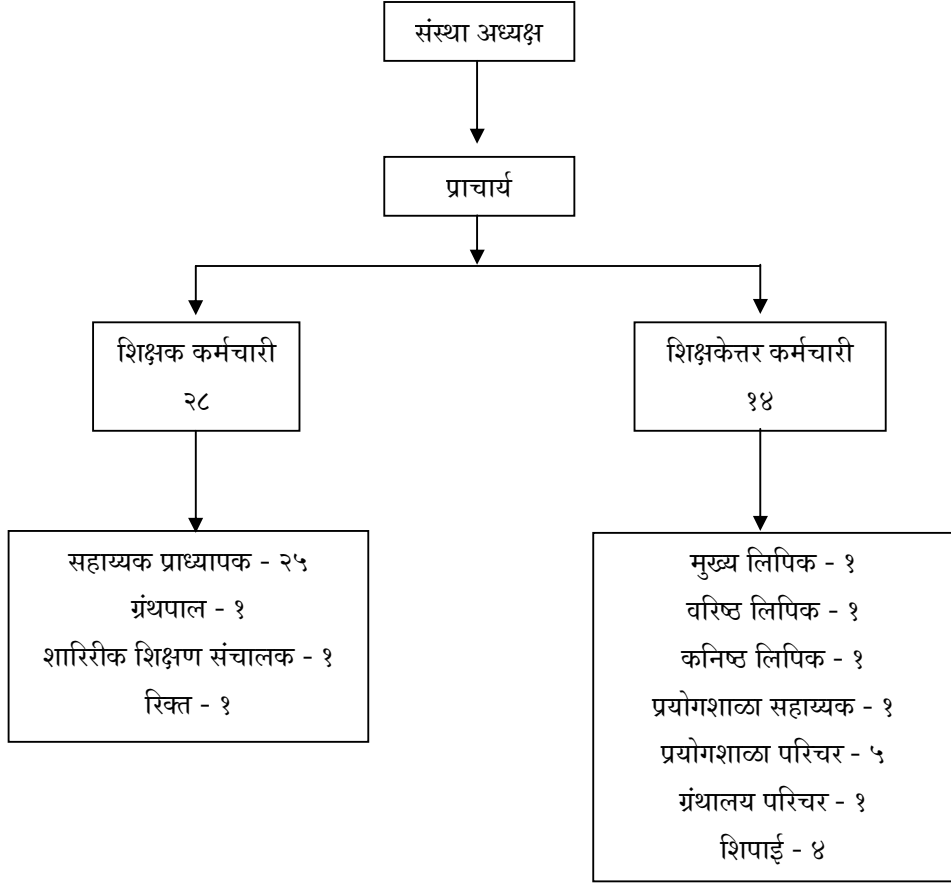 संस्था अध्यक्ष
प्राचार्य
शिक्षक कर्मचारी
२८
शिक्षकेत्तर कर्मचारी
१४
सहाय्यक प्राध्यापक - २५
ग्रंथपाल - १
शारिरीक शिक्षण संचालक - १
रिक्त - १
मुख्य लिपिक - १
वरिष्ठ लिपिक - १
कनिष्ठ लिपिक - १
प्रयोगशाळा सहाय्यक - १
प्रयोगशाळा परिचर - ५
ग्रंथालय परिचर - १
शिपाई - ४